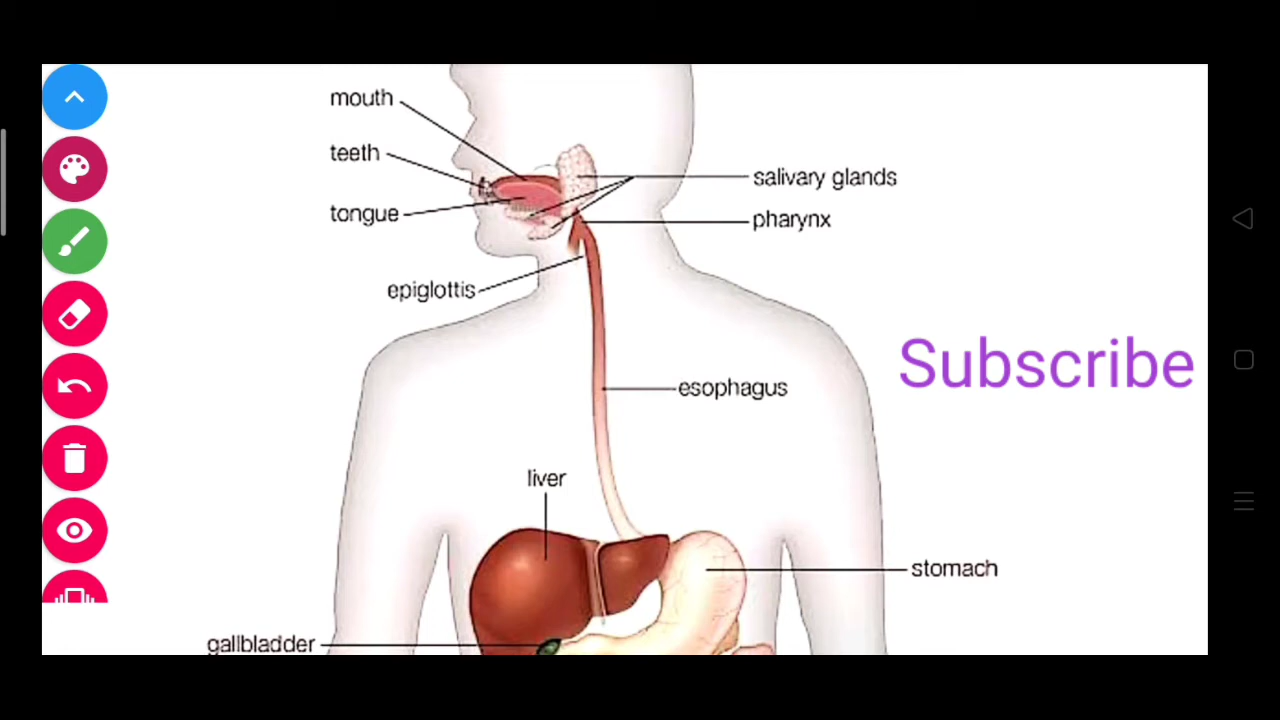 mouth
teeth
salivary glands
tongue
pharynx
epiglottis
Subscribe
esophagus
liver
stomach
gallbladder